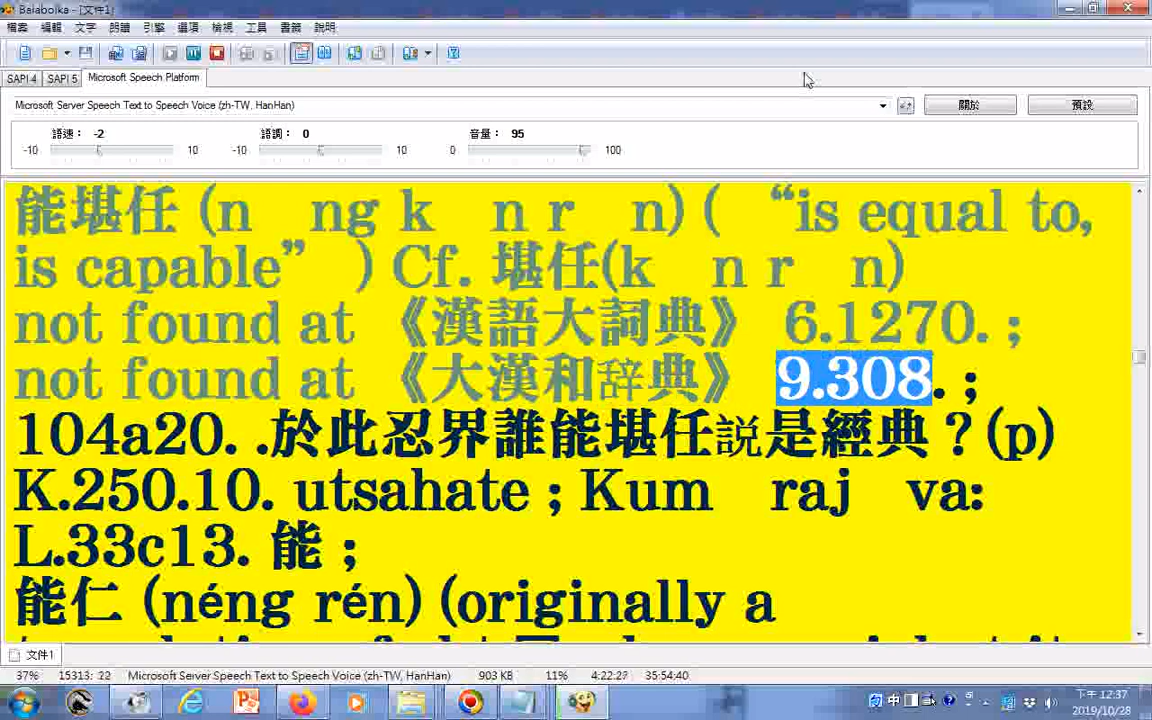 Balabolka - [文件1]
檔案 編輯 文字 朗讀 引擎 選項 檢視 工具 書籤 說明
SAPI 4 SAPI 5 Microsoft Speech Platform
Microsoft Server Speech Text to Speech Voice (zh-TW, HanHan) 關於 預設
語速： -2 語調： 0 音量： 95
-10 10 -10 10 0 100
能堪任 (n ng k n r n) ( “is equal to,
is capable” ) Cf. 堪任(k n r n)
not found at 《漢語大詞典》 6.1270. ;
not found at 《大漢和辞典》 9.308. ;
104a20. .於此忍界誰能堪任説是經典？(p)
K.250.10. utsahate ; Kum raj va:
L.33c13. 能 ;
能仁 (néng rén) (originally a
文件1
37% 15313: 22 Microsoft Server Speech Text to Speech Voice (zh-TW, HanHan) 903 KB 11% 4:22:27 35:54:40
中 下午 12:37
2019/10/28